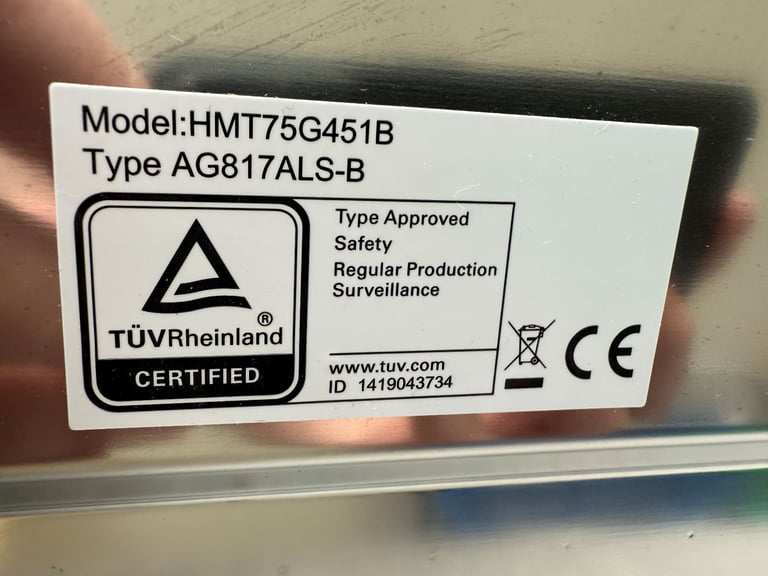 Model:HMT75G451B
Type AG817ALS-B
TÜVRheinland®
CERTIFIED
Type Approved
Safety
Regular Production
Surveillance
www.tuv.com
ID 1419043734
CE